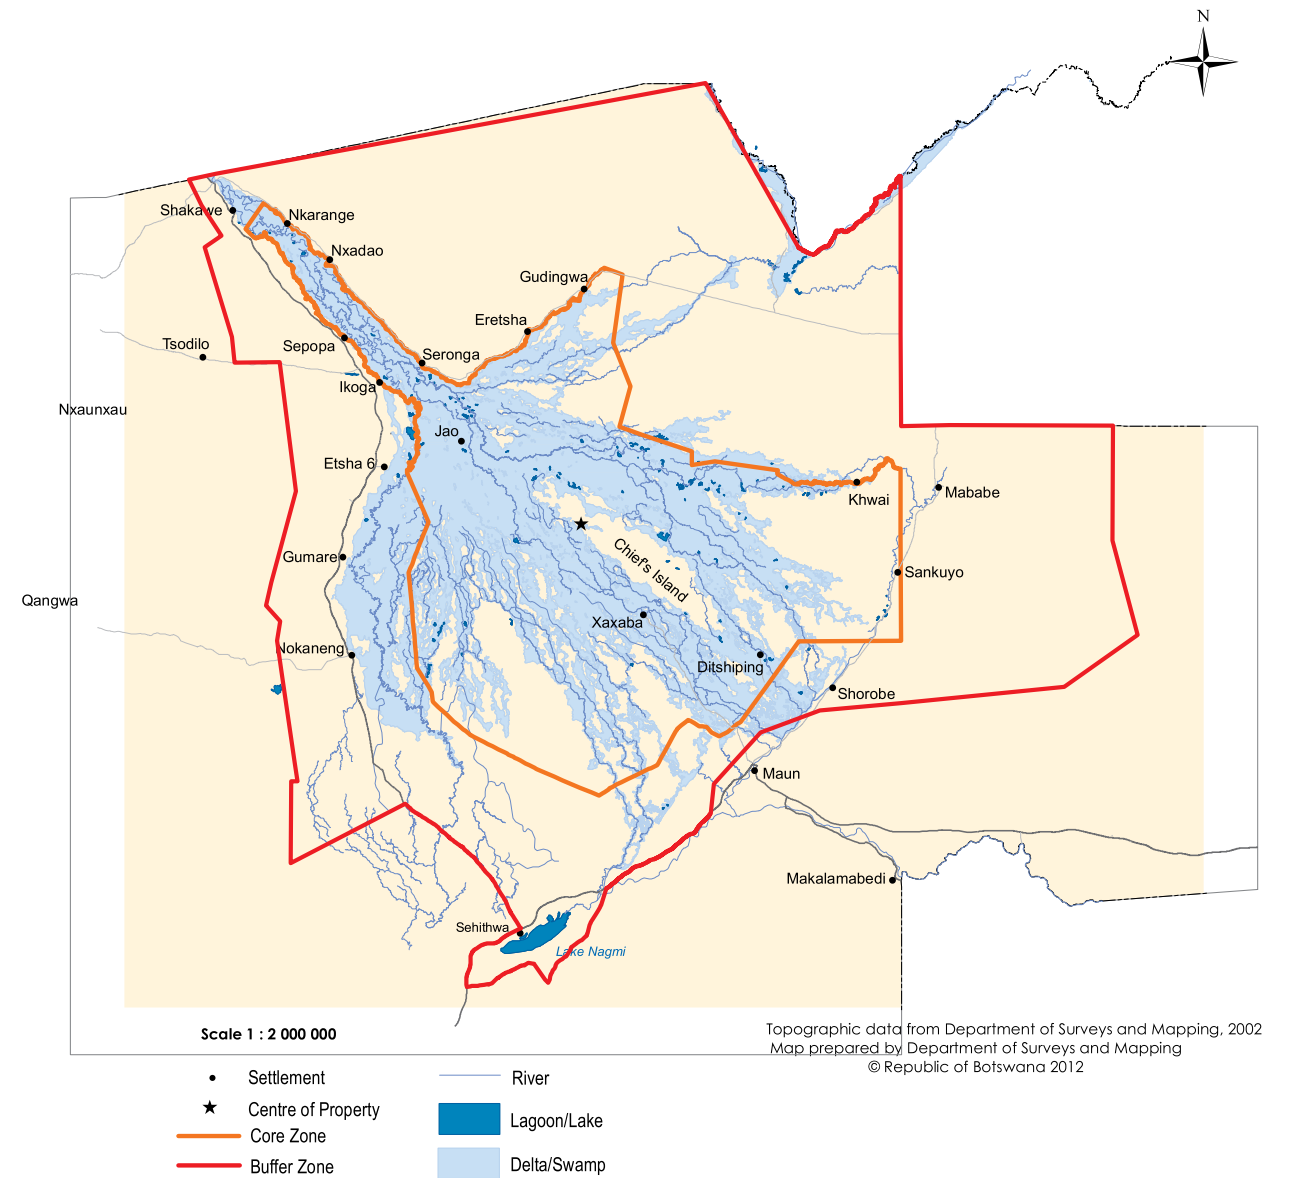 N
Shakawe
Nkarange
Nxadao
Gudingwa
Eretsha
Tsodilo
Sepopa
Seronga
Ikoga
Nxaunxau
Jao
Etsha 6
Khwai
Mababe
Gumare
Chief's Island
Sankuyo
Qangwa
Xaxaba
Nokaneng
Ditshiping
Shorobe
Maun
Makalamabedi
Sehithwa
Lake Nagmi
Scale 1 : 2 000 000
Topographic data from Department of Surveys and Mapping, 2002
Map prepared by Department of Surveys and Mapping
© Republic of Botswana 2012
Settlement
Centre of Property
Core Zone
Buffer Zone
River
Lagoon/Lake
Delta/Swamp